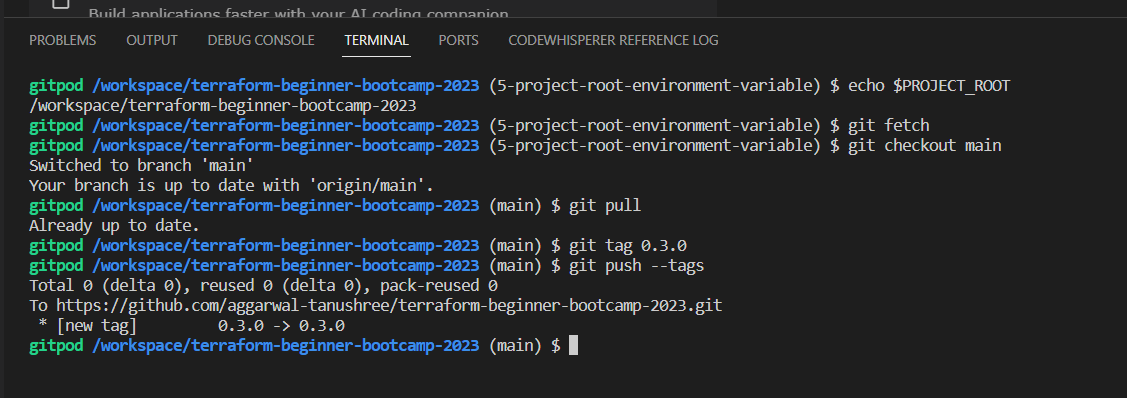 Build applications faster with your AI coding companion
PROBLEMS OUTPUT DEBUG CONSOLE TERMINAL PORTS CODEWHISPERER REFERENCE LOG
gitpod /workspace/terraform-beginner-bootcamp-2023 (5-project-root-environment-variable) $ echo $PROJECT_ROOT
/workspace/terraform-beginner-bootcamp-2023
gitpod /workspace/terraform-beginner-bootcamp-2023 (5-project-root-environment-variable) $ git fetch
gitpod /workspace/terraform-beginner-bootcamp-2023 (5-project-root-environment-variable) $ git checkout main
Switched to branch 'main'
Your branch is up to date with 'origin/main'.
gitpod /workspace/terraform-beginner-bootcamp-2023 (main) $ git pull
Already up to date.
gitpod /workspace/terraform-beginner-bootcamp-2023 (main) $ git tag 0.3.0
gitpod /workspace/terraform-beginner-bootcamp-2023 (main) $ git push --tags
Total 0 (delta 0), reused 0 (delta 0), pack-reused 0
To https://github.com/aggarwal-tanushree/terraform-beginner-bootcamp-2023.git
 * [new tag]         0.3.0 -> 0.3.0
gitpod /workspace/terraform-beginner-bootcamp-2023 (main) $